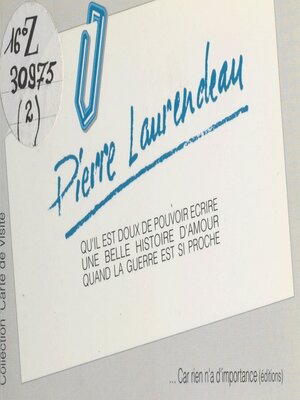 16°Z
30975
(2)
Pierre Laurendeau
QU'IL EST DOUX DE POUVOIR ECRIRE
UNE BELLE HISTOIRE D'AMOUR
QUAND LA GUERRE EST SI PROCHE
Collection Carte de Visite
... Car rien n'a d'importance (éditions)